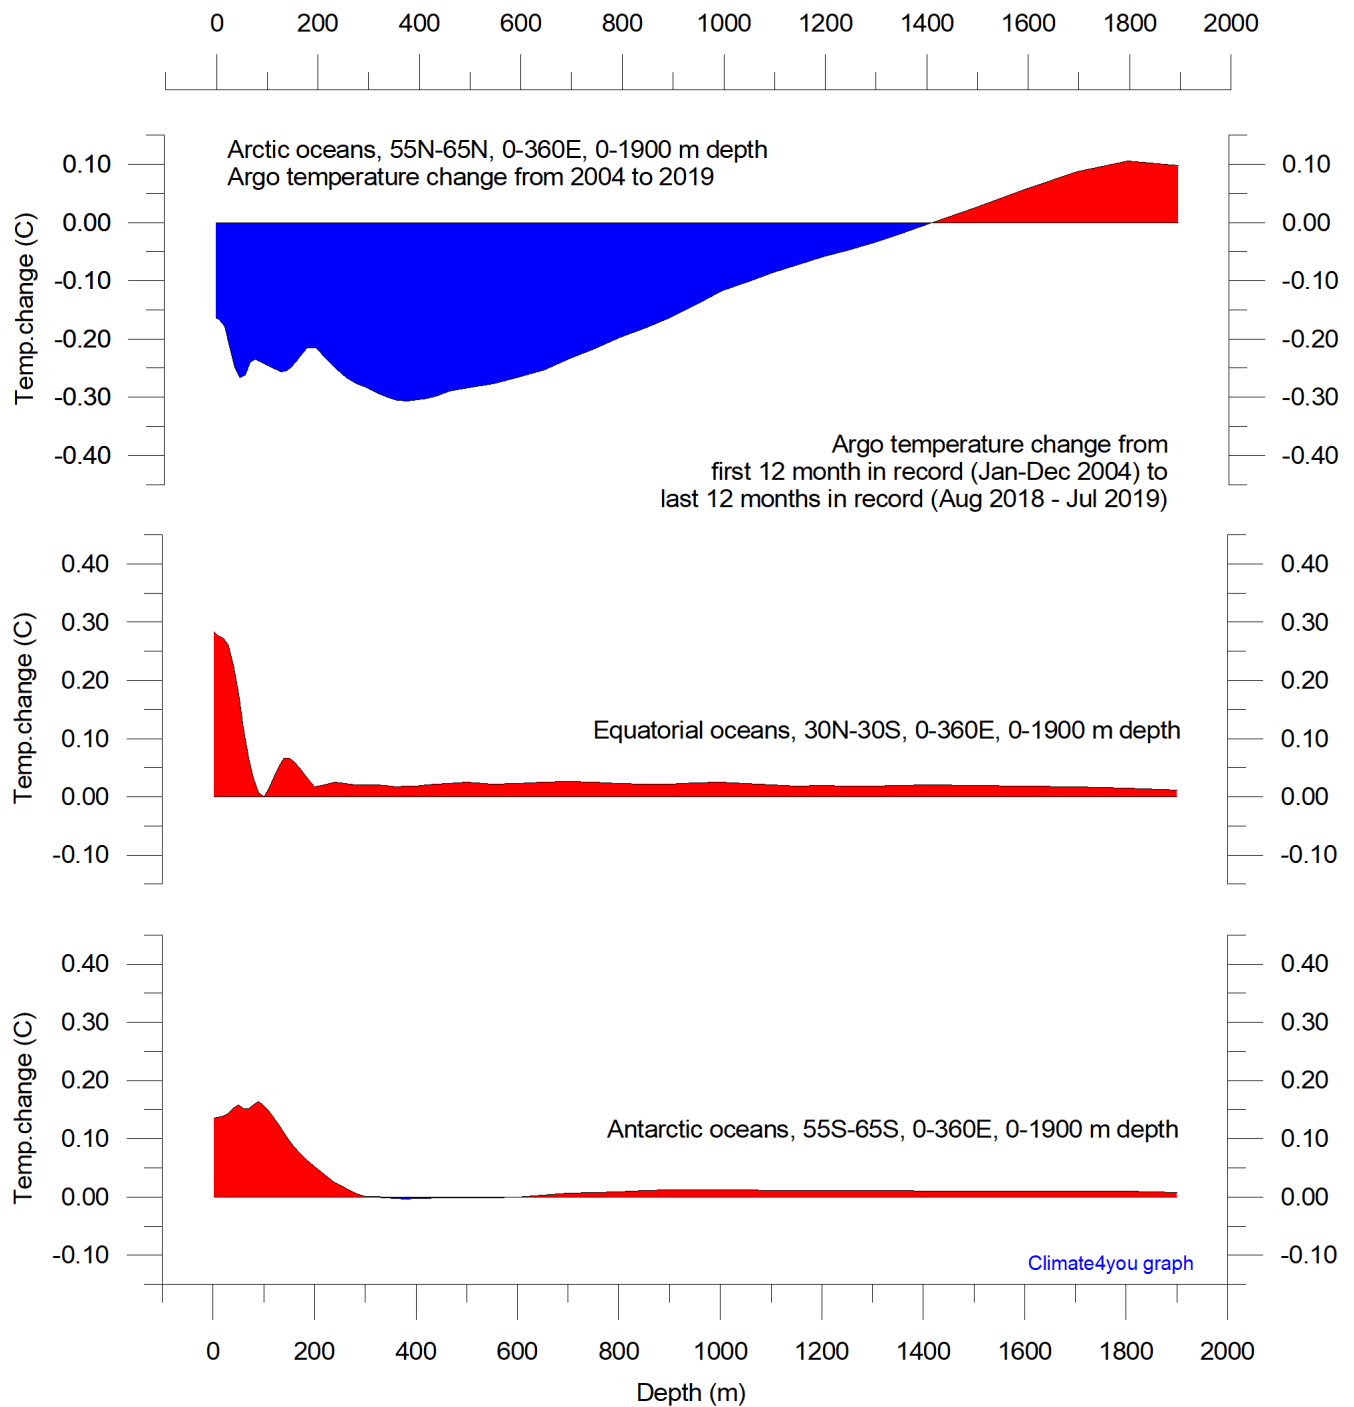 0 200 400 600 800 1000 1200 1400 1600 1800 2000
Arctic oceans, 55N-65N, 0-360E, 0-1900 m depth
Argo temperature change from 2004 to 2019
Temp.change (C)
0.10 0.10
0.00 0.00
-0.10 -0.10
-0.20 -0.20
-0.30 -0.30
-0.40 -0.40
Argo temperature change from
first 12 month in record (Jan-Dec 2004) to
last 12 months in record (Aug 2018 - Jul 2019)
Temp.change (C)
0.40 0.40
0.30 0.30
0.20 0.20
Equatorial oceans, 30N-30S, 0-360E, 0-1900 m depth
0.10 0.10
0.00 0.00
-0.10 -0.10
Temp.change (C)
0.40 0.40
0.30 0.30
0.20 0.20
Antarctic oceans, 55S-65S, 0-360E, 0-1900 m depth
0.10 0.10
0.00 0.00
-0.10 -0.10
Climate4you graph
0 200 400 600 800 1000 1200 1400 1600 1800 2000
Depth (m)